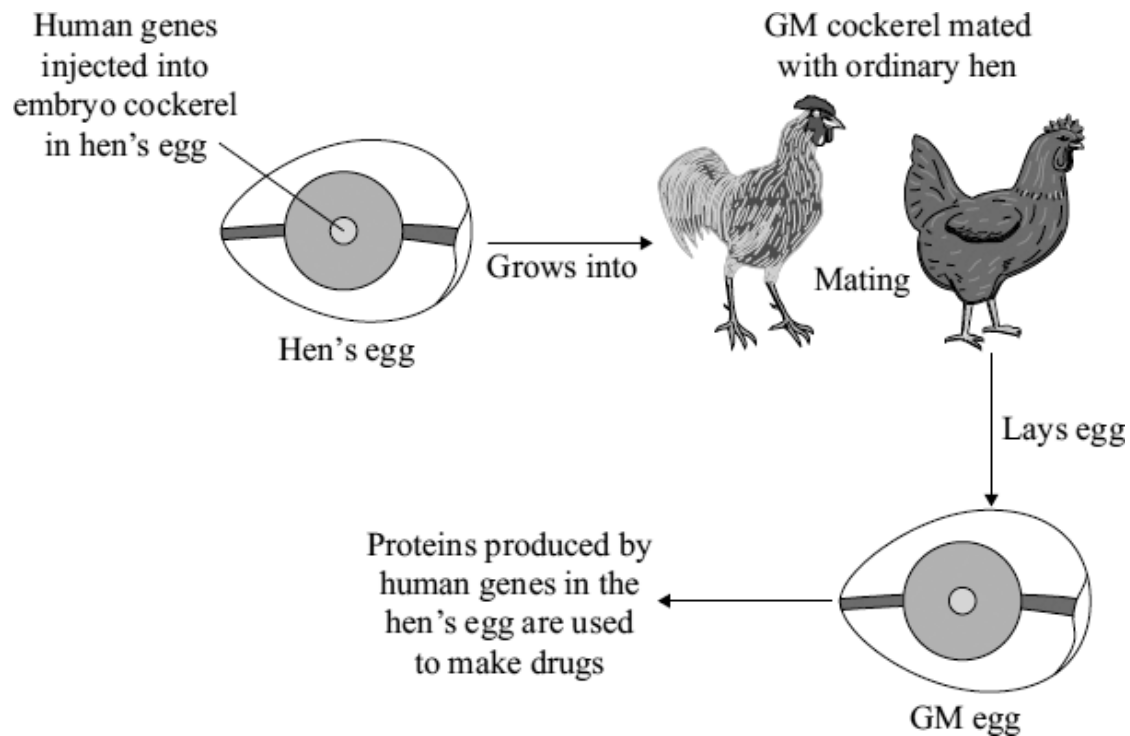 Human genes
injected into
embryo cockerel
in hen's egg
GM cockerel mated
with ordinary hen
Grows into
Mating
Hen's egg
Lays egg
Proteins produced by
human genes in the
hen's egg are used
to make drugs
GM egg